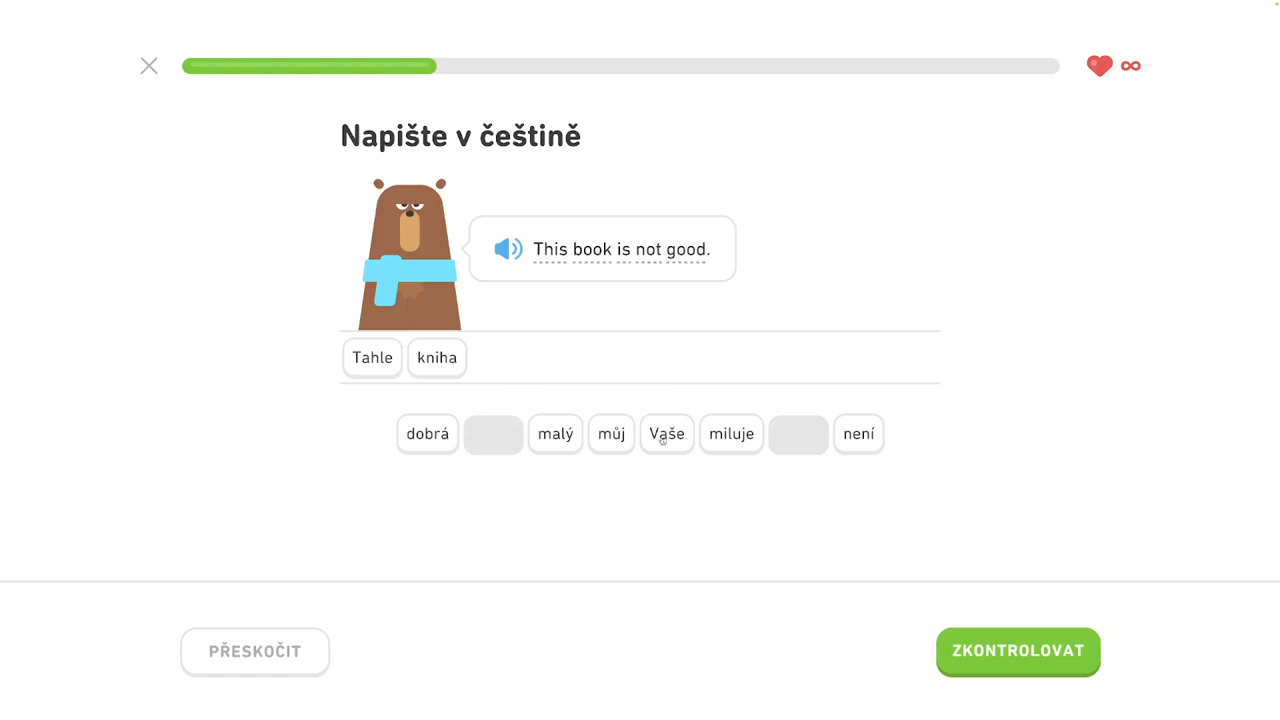 ∞
Napište v češtině
This book is not good.
Tahle kniha
dobrá malý můj Vaše miluje není
PŘESKOČIT ZKONTROLOVAT